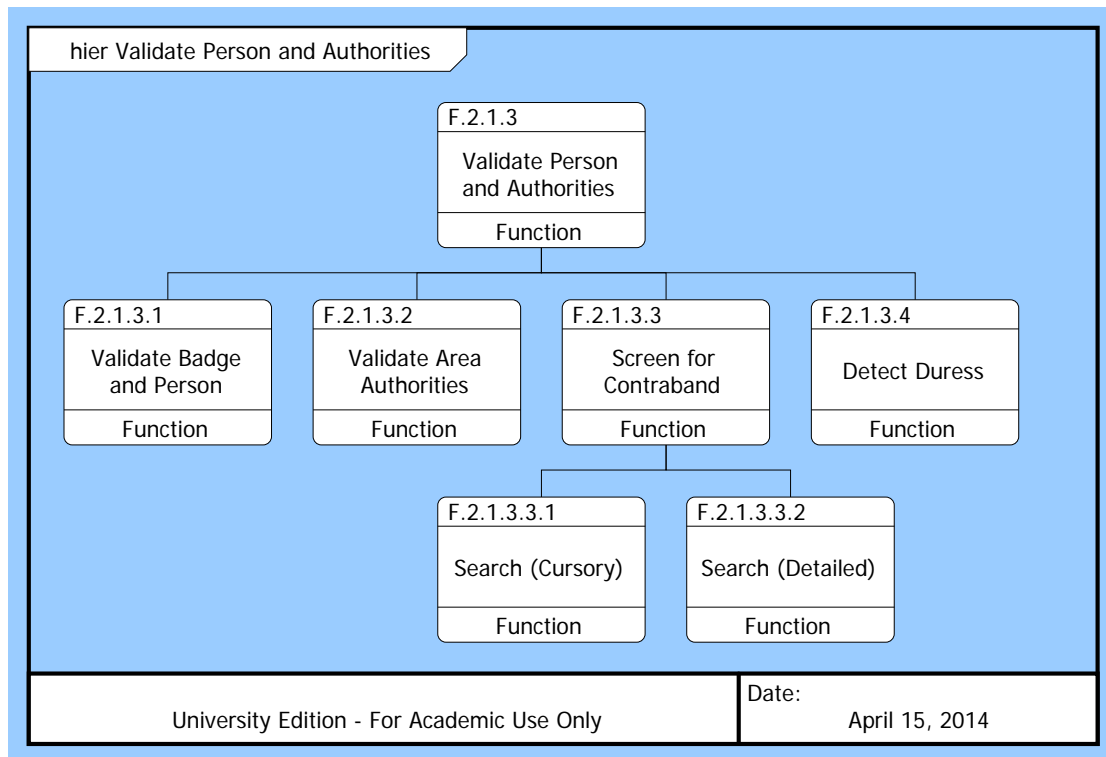 hier Validate Person and Authorities
F.2.1.3
Validate Person
and Authorities
Function
F.2.1.3.1
Validate Badge
and Person
Function
F.2.1.3.2
Validate Area
Authorities
Function
F.2.1.3.3
Screen for
Contraband
Function
F.2.1.3.4
Detect Duress
Function
F.2.1.3.3.1
Search (Cursory)
Function
F.2.1.3.3.2
Search (Detailed)
Function
University Edition - For Academic Use Only
Date:
April 15, 2014